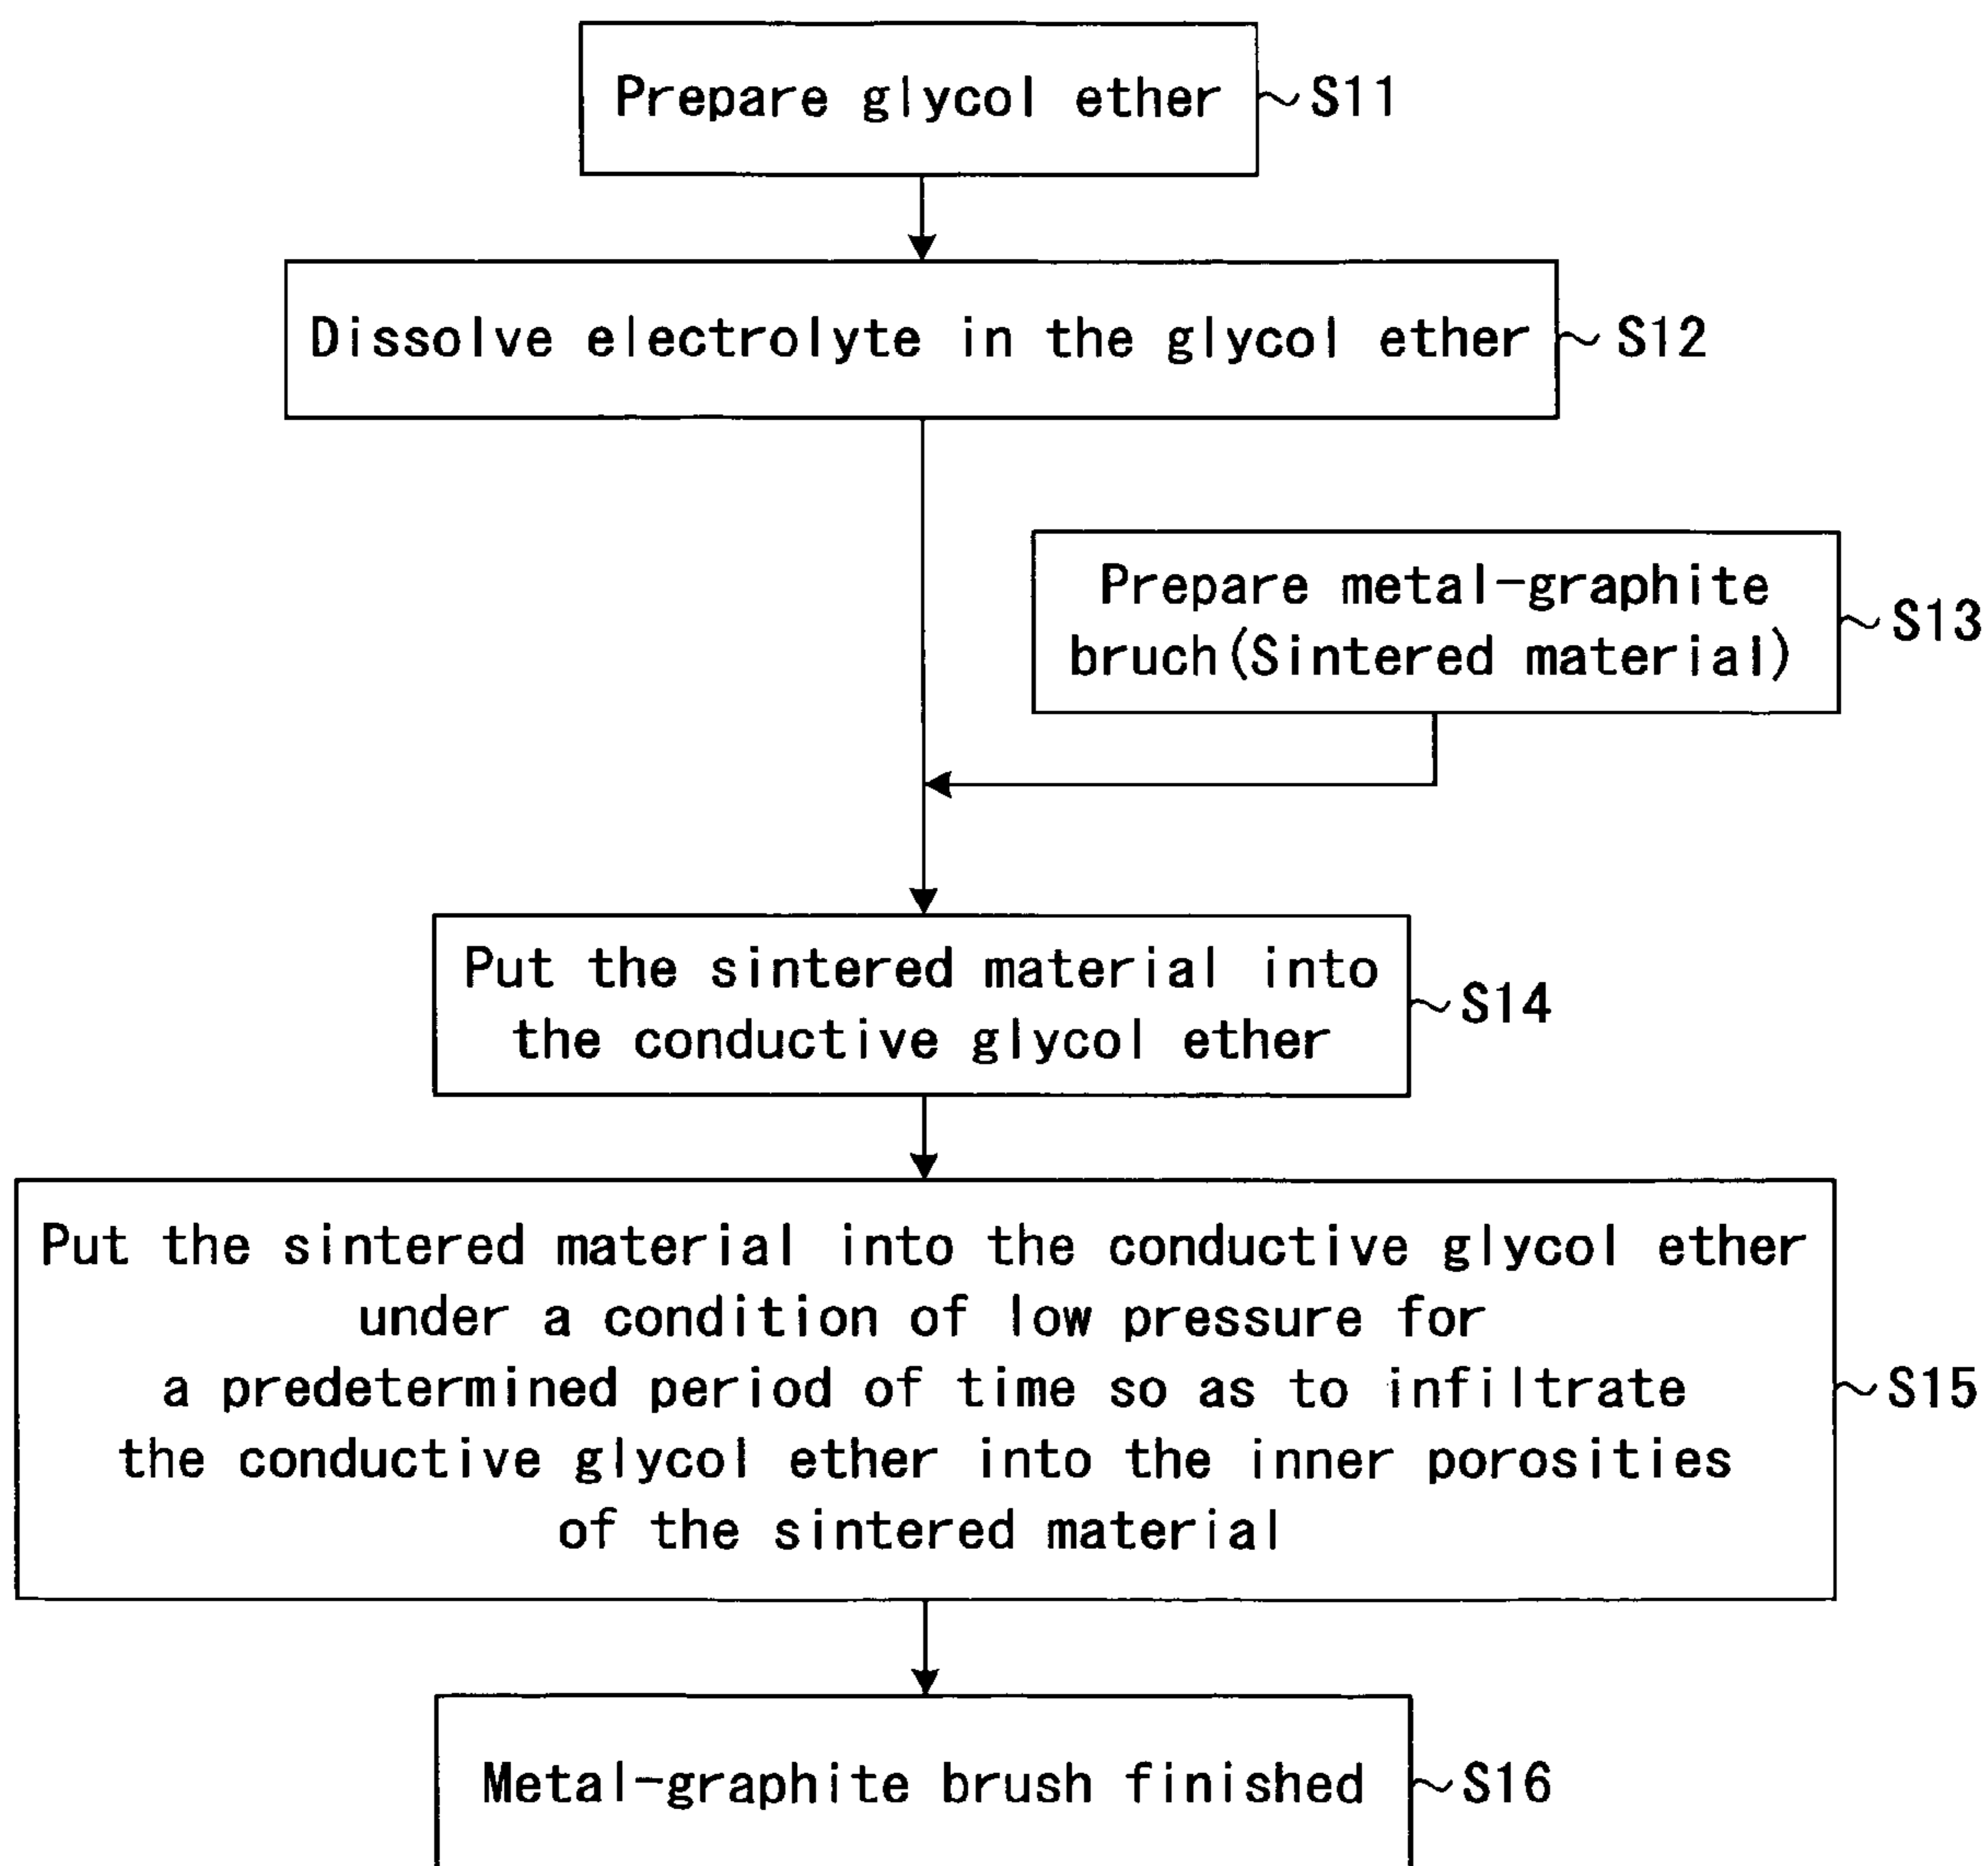 Prepare glycol ether
S11
Dissolve electrolyte in the glycol ether
S12
Prepare metal-graphite
bruch(Sintered material)
S13
Put the sintered material into
the conductive glycol ether
S14
Put the sintered material into the conductive glycol ether
under a condition of low pressure for
a predetermined period of time so as to infiltrate
the conductive glycol ether into the inner porosities
of the sintered material
S15
Metal-graphite brush finished
S16